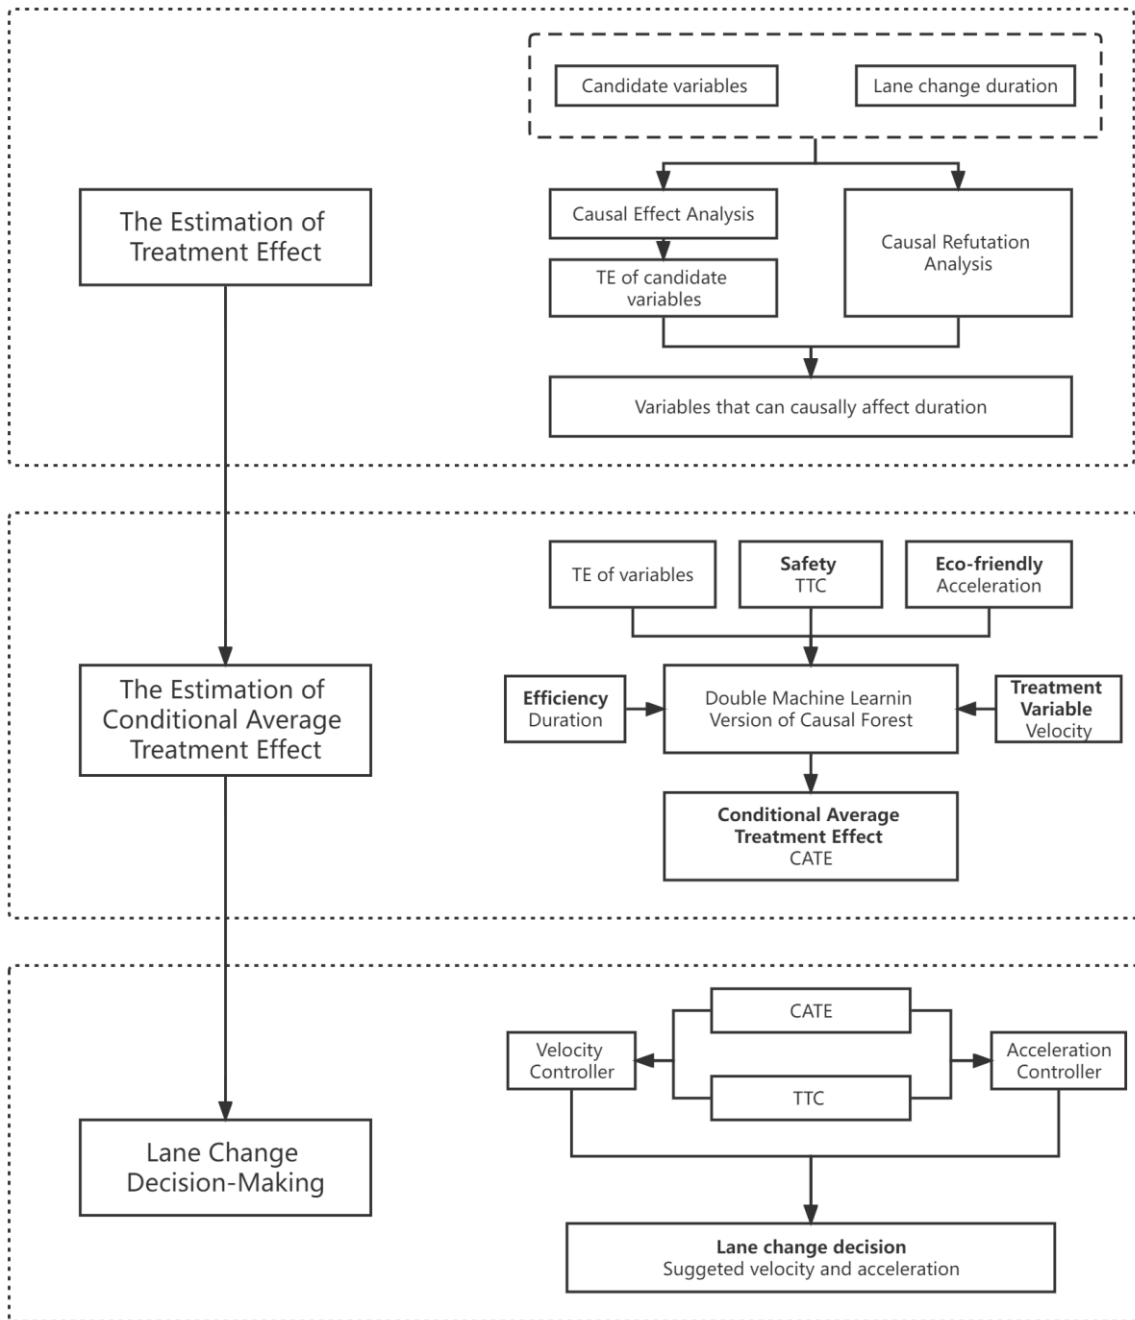 Candidate variables
Lane change duration
The Estimation of
Treatment Effect
Causal Effect Analysis
Causal Refutation
Analysis
TE of candidate
variables
Variables that can causally affect duration
TE of variables
Safety
TTC
Eco-friendly
Acceleration
The Estimation of
Conditional Average
Treatment Effect
Efficiency
Duration
Double Machine Learnin
Version of Causal Forest
Treatment
Variable
Velocity
Conditional Average
Treatment Effect
CATE
CATE
Velocity
Controller
Acceleration
Controller
TTC
Lane Change
Decision-Making
Lane change decision
Suggeted velocity and acceleration